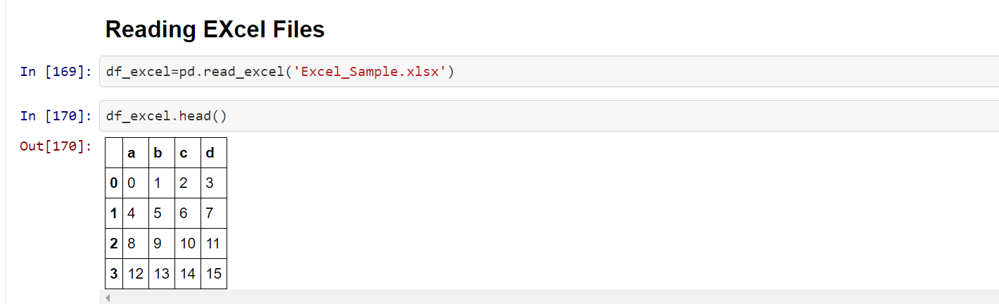 Reading EXcel Files
In [169]: df_excel=pd.read_excel('Excel_Sample.xlsx')
In [170]: df_excel.head()
Out[170]:
a b c d
0 0 1 2 3
1 4 5 6 7
2 8 9 10 11
3 12 13 14 15